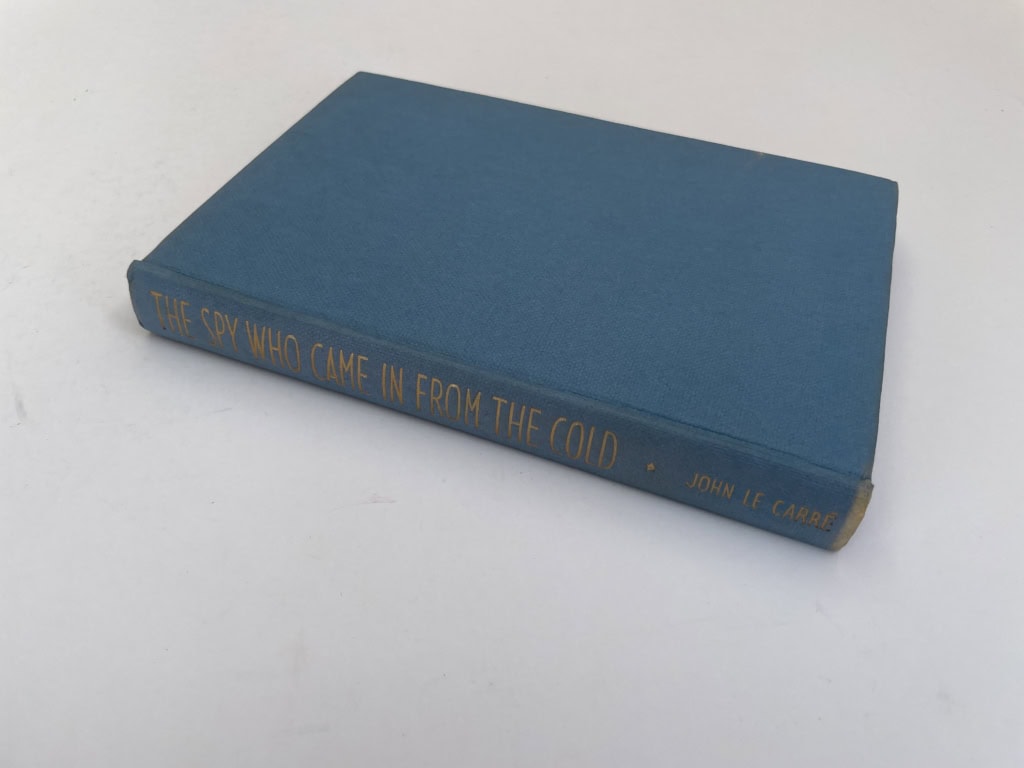 THE SPY WHO CAME IN FROM THE COLD * JOHN LE CARRÉ